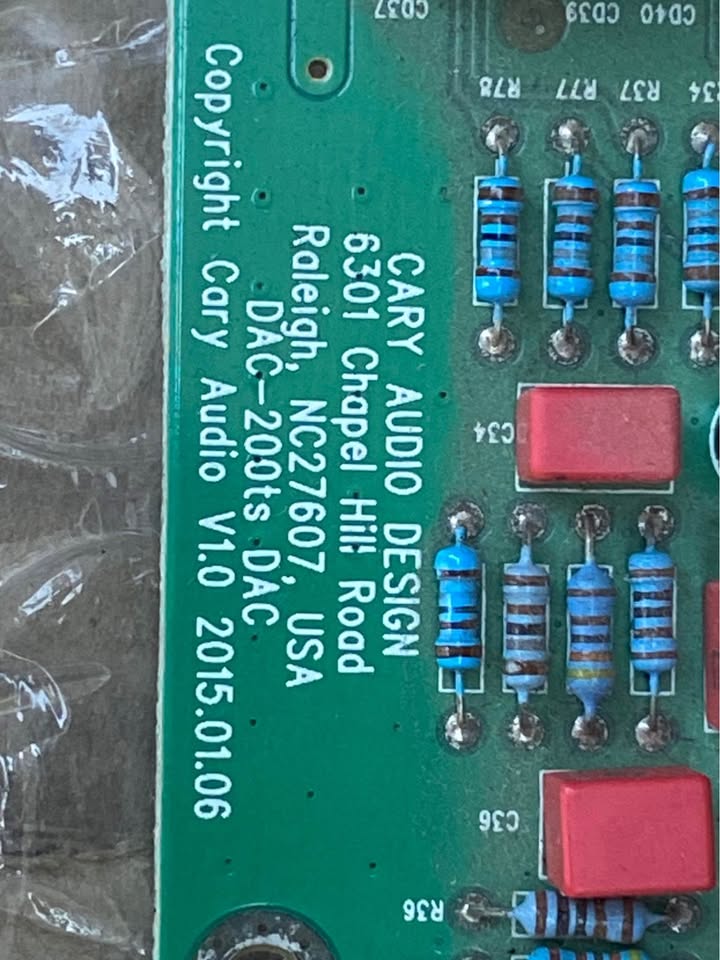 CARY AUDIO DESIGN
6301 Chapel Hill Road
Raleigh, NC27607, USA
DAC-200ts DAC
Copyright Cary Audio V1.0 2015.01.06
CD37
CD39
CD40
R78
R77
R37
C34
C36
R36